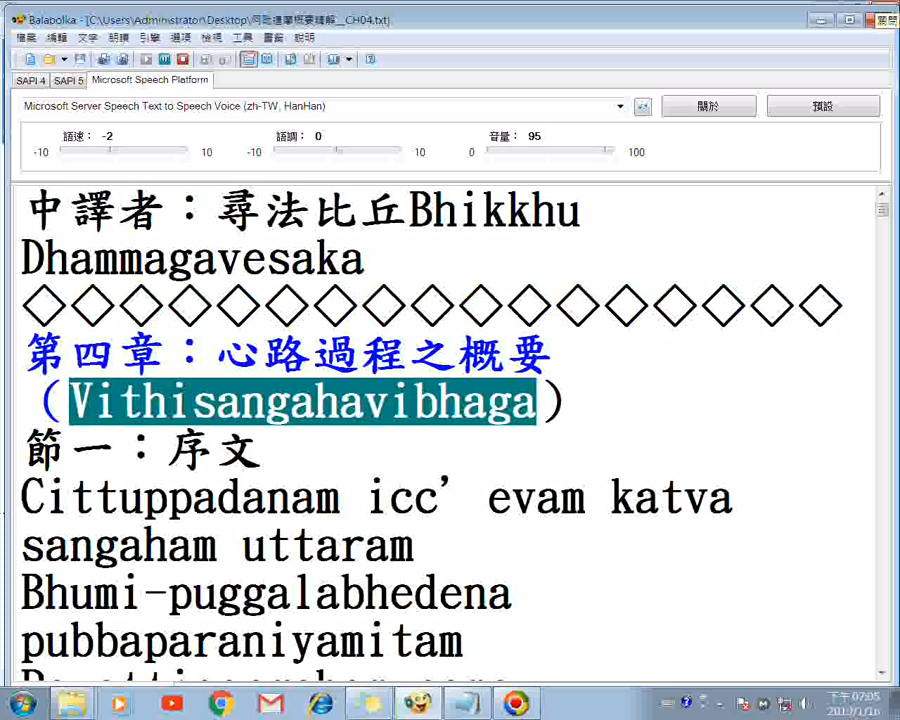 Balabolka - [C:\Users\Administrator\Desktop\阿毗達摩概要精解__CH04.txt]
關閉
檔案 編輯 文字 朗讀 引擎 選項 檢視 工具 書籤 說明
SAPI 4 SAPI 5 Microsoft Speech Platform
Microsoft Server Speech Text to Speech Voice (zh-TW, HanHan)
關於
預設
語速： -2 語調： 0 音量： 95
-10 10 -10 10 0 100
中譯者：尋法比丘Bhikkhu
Dhammagavesaka
◇◇◇◇◇◇◇◇◇◇◇◇◇◇◇◇◇
第四章：心路過程之概要
（Vithisangahavibhaga）
節一：序文
Cittuppadanam icc’ evam katva
sangaham uttaram
Bhumi-puggalabhedena
pubbaparaniyamitam
下午 07:05